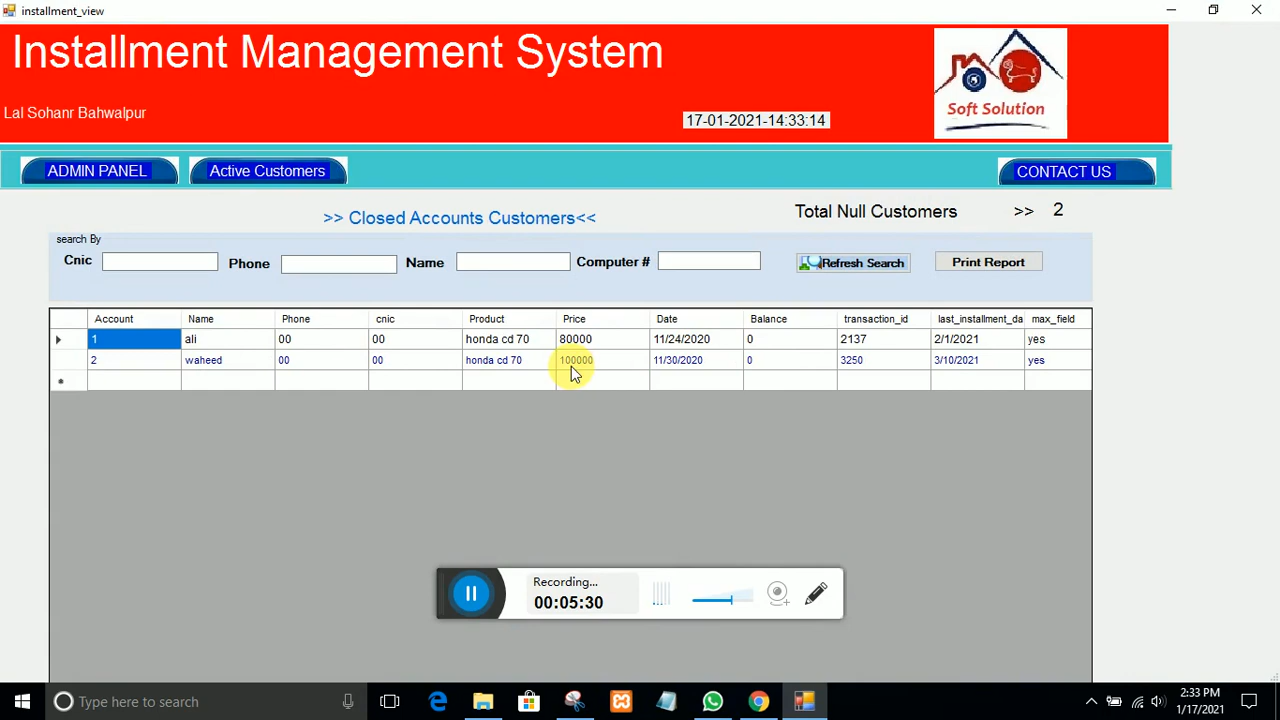 installment_view
Installment Management System
Lal Sohanr Bahwalpur
17-01-2021-14:33:14
Soft Solution
ADMIN PANEL
Active Customers
CONTACT US
>> Closed Accounts Customers<<
Total Null Customers >> 2
search By
Cnic Phone Name Computer # Refresh Search Print Report
Account Name Phone cnic Product Price Date Balance transaction_id last_installment_da max_field
1 ali 00 00 honda cd 70 80000 11/24/2020 0 2137 2/1/2021 yes
2 waheed 00 00 honda cd 70 100000 11/30/2020 0 3250 3/10/2021 yes
Recording...
00:05:30
Type here to search
2:33 PM
1/17/2021